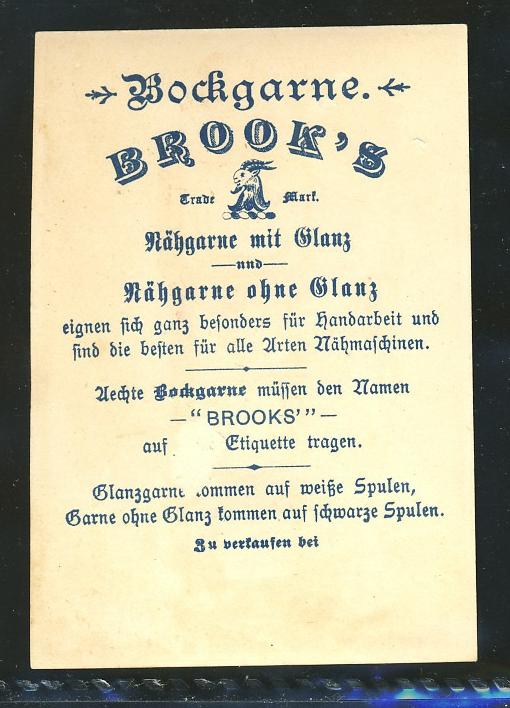 Bockgarne.
BROOK'S
Trade Mark.
Nähgarne mit Glanz
—und—
Nähgarne ohne Glanz
eignen sich ganz besonders für Handarbeit und
sind die besten für alle Arten Nähmaschinen.
Aechte Bockgarne müssen den Namen
—"BROOKS'"—
auf Etiquette tragen.
Glanzgarne kommen auf weiße Spulen,
Garne ohne Glanz kommen auf schwarze Spulen.
Zu verkaufen bei